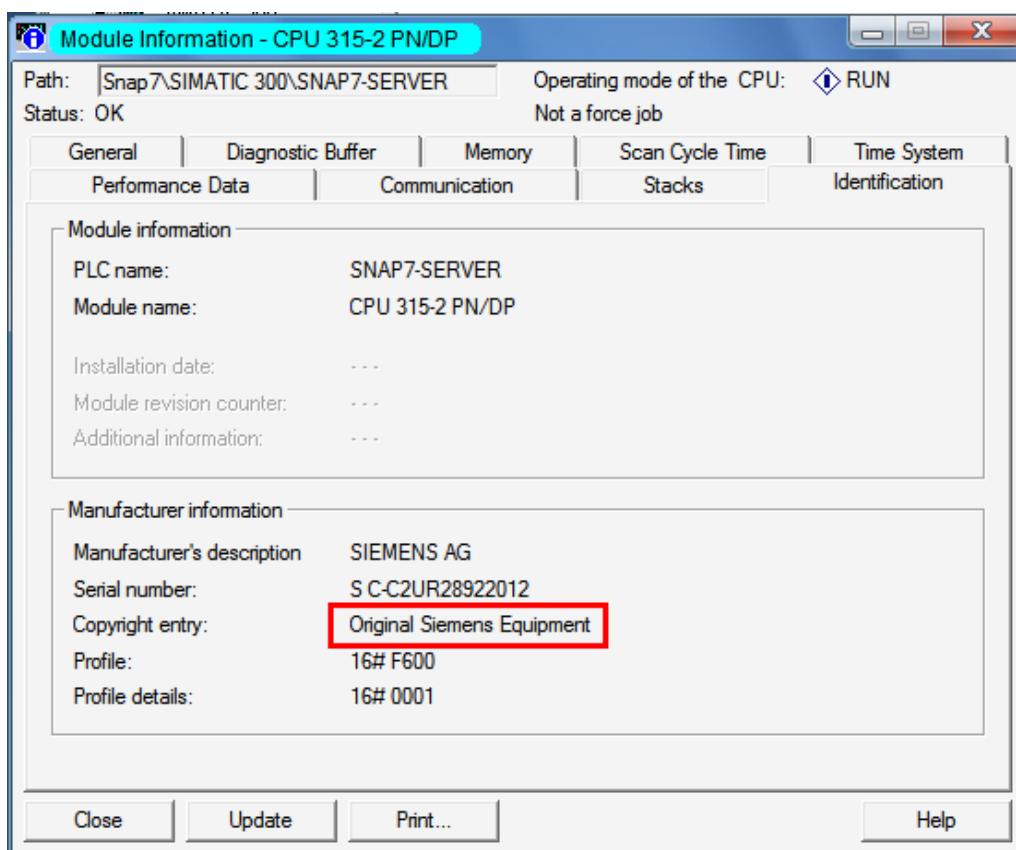 Module Information - CPU 315-2 PN/DP
Path: Snap7\SIMATIC 300\SNAP7-SERVER Operating mode of the CPU: RUN
Status: OK Not a force job
General Diagnostic Buffer Memory Scan Cycle Time Time System
Performance Data Communication Stacks Identification
Module information
PLC name: SNAP7-SERVER
Module name: CPU 315-2 PN/DP
Installation date: - - -
Module revision counter: - - -
Additional information: - - -
Manufacturer information
Manufacturer's description SIEMENS AG
Serial number: S C-C2UR28922012
Copyright entry: Original Siemens Equipment
Profile: 16# F600
Profile details: 16# 0001
Close Update Print... Help